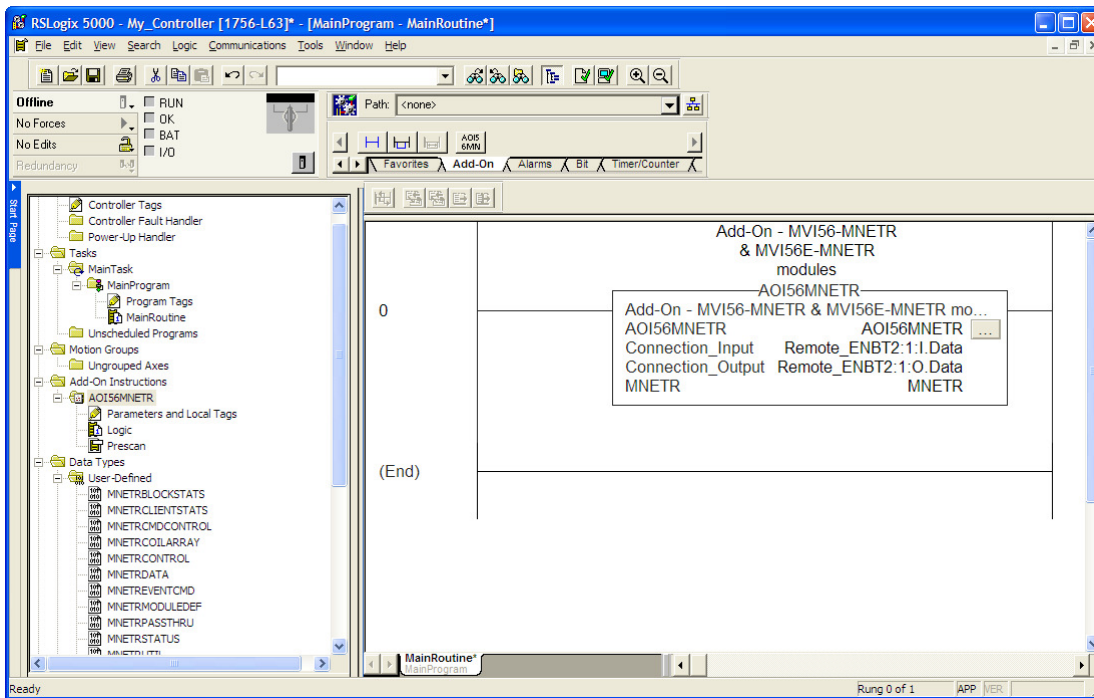 RSLogix 5000 - My_Controller [1756-L63]* - [MainProgram - MainRoutine*]
File Edit View Search Logic Communications Tools Window Help
Offline
RUN
No Forces
OK
No Edits
BAT
Redundancy
I/O
Path: <none>
AOI5
6MN
Favorites Add-On Alarms Bit Timer/Counter
Start Page
Controller Tags
Controller Fault Handler
Power-Up Handler
Tasks
MainTask
MainProgram
Program Tags
MainRoutine
Unscheduled Programs
Motion Groups
Ungrouped Axes
Add-On Instructions
AOI56MNETR
Parameters and Local Tags
Logic
Prescan
Data Types
User-Defined
MNETRBLOCKSTATS
MNETRCLIENTSTATS
MNETRCMDCONTROL
MNETRCOILARRAY
MNETRCONTROL
MNETRDATA
MNETREVENTCMD
MNETRMODULEDEF
MNETRPASSTHRU
MNETRSTATUS
MNETRUTIL
Add-On - MVI56-MNETR
& MVI56E-MNETR
modules
AOI56MNETR
0
Add-On - MVI56-MNETR & MVI56E-MNETR mo...
AOI56MNETR AOI56MNETR ...
Connection_Input Remote_ENBT2:1:I.Data
Connection_Output Remote_ENBT2:1:O.Data
MNETR MNETR
(End)
MainRoutine*
MainProgram
Ready
Rung 0 of 1 APP VER